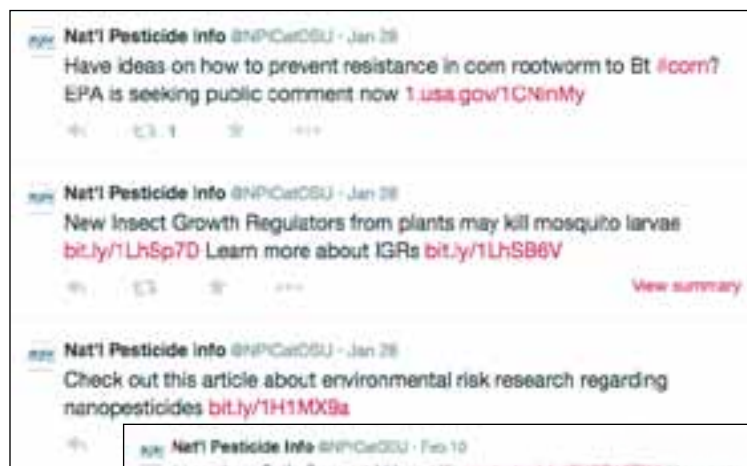 Nat'l Pesticide Info @NPICatOSU · Jan 28
Have ideas on how to prevent resistance in corn rootworm to Bt #corn?
EPA is seeking public comment now 1.usa.gov/1CNinMy
1
Nat'l Pesticide Info @NPICatOSU · Jan 28
New Insect Growth Regulators from plants may kill mosquito larvae
bit.ly/1LhSp7D Learn more about IGRs bit.ly/1LhSB6V
View summary
Nat'l Pesticide Info @NPICatOSU · Jan 28
Check out this article about environmental risk research regarding
nanopesticides bit.ly/1H1MX9a
Nat'l Pesticide Info @NPICatOSU · Feb 10